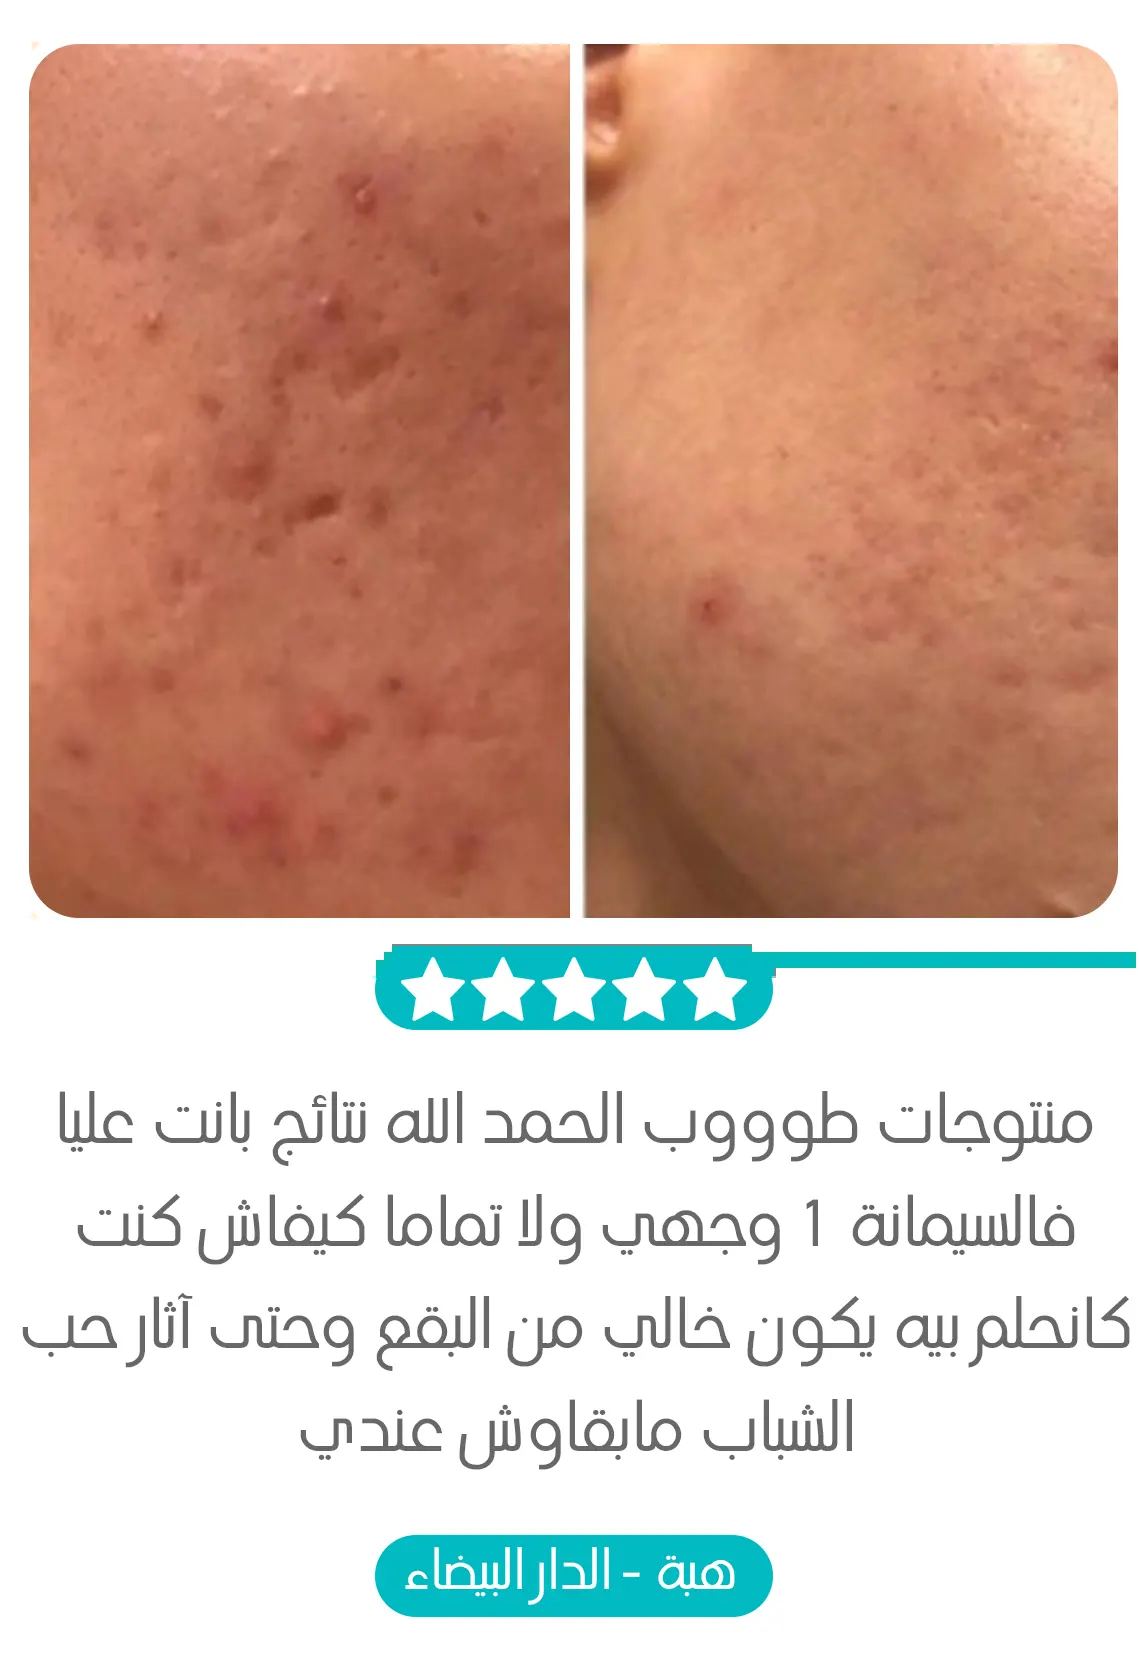 منتوجات طوووب الحمد الله نتائج بانت عليا
فالسيمانة 1 وجهي ولا تماما كيفاش كنت
كانحلم بيه يكون خالي من البقع وحتى آثار حب
الشباب مابقاوش عندي
هبة - الدار البيضاء